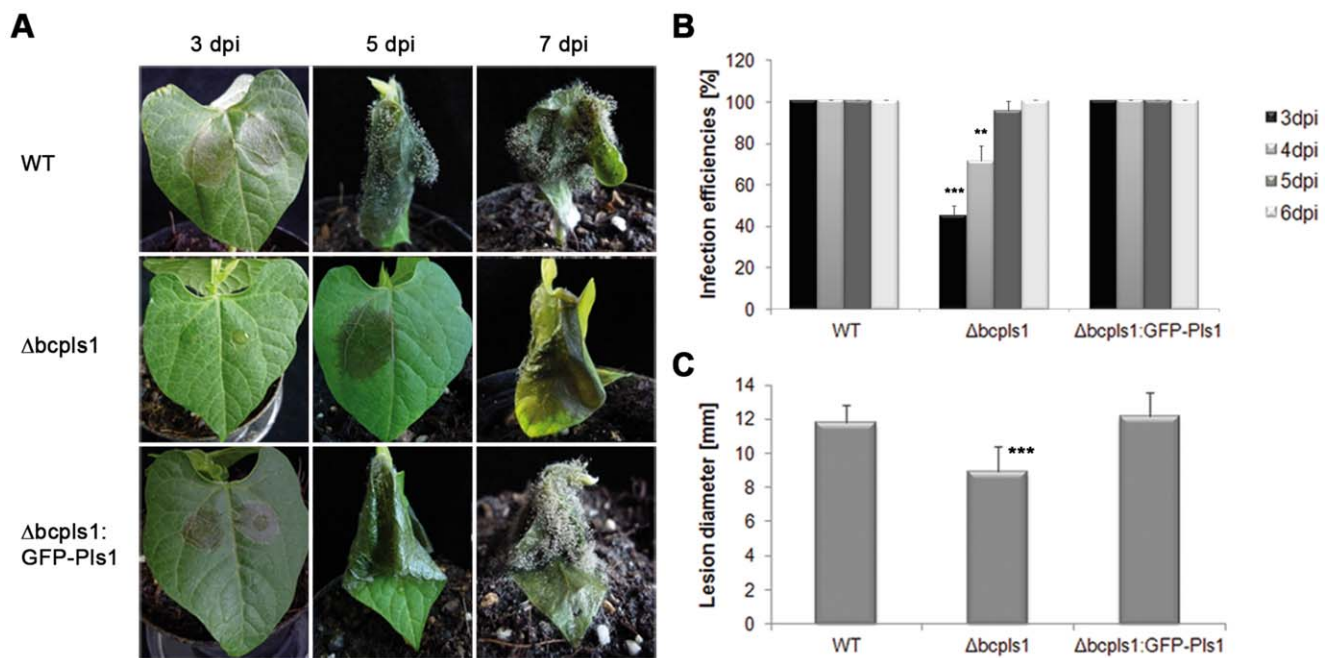 A
3 dpi 5 dpi 7 dpi
WT
Δbcpls1
Δbcpls1:
GFP-Pls1
B
Infection efficiencies [%]
120
100
80
60
40
20
0
***
**
WT Δbcpls1 Δbcpls1:GFP-Pls1
3dpi
4dpi
5dpi
6dpi
C
Lesion diameter [mm]
14
12
10
8
6
4
2
0
***
WT Δbcpls1 Δbcpls1:GFP-Pls1